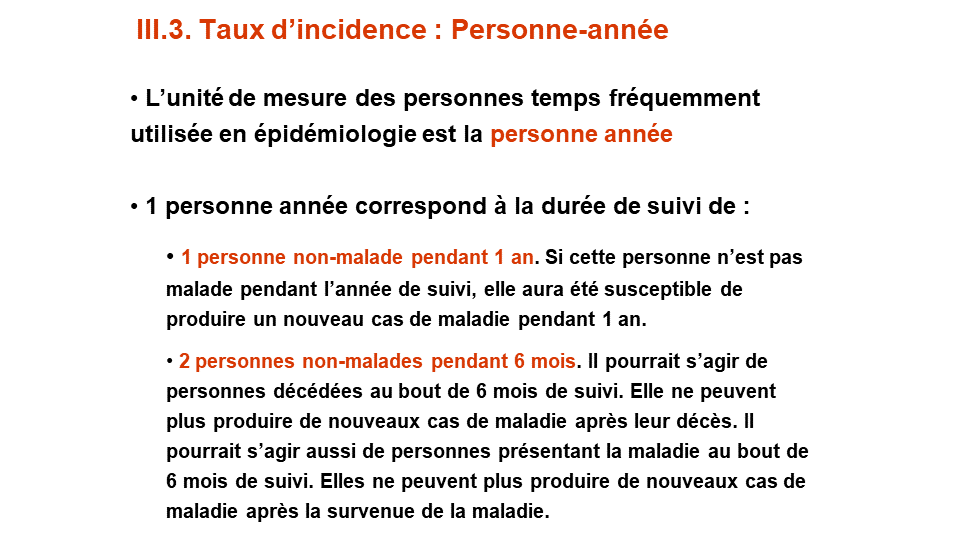 III.3. Taux d’incidence : Personne-année
• L’unité de mesure des personnes temps fréquemment
utilisée en épidémiologie est la personne année
• 1 personne année correspond à la durée de suivi de :
• 1 personne non-malade pendant 1 an. Si cette personne n’est pas
malade pendant l’année de suivi, elle aura été susceptible de
produire un nouveau cas de maladie pendant 1 an.
• 2 personnes non-malades pendant 6 mois. Il pourrait s’agir de
personnes décédées au bout de 6 mois de suivi. Elle ne peuvent
plus produire de nouveaux cas de maladie après leur décès. Il
pourrait s’agir aussi de personnes présentant la maladie au bout de
6 mois de suivi. Elles ne peuvent plus produire de nouveaux cas de
maladie après la survenue de la maladie.